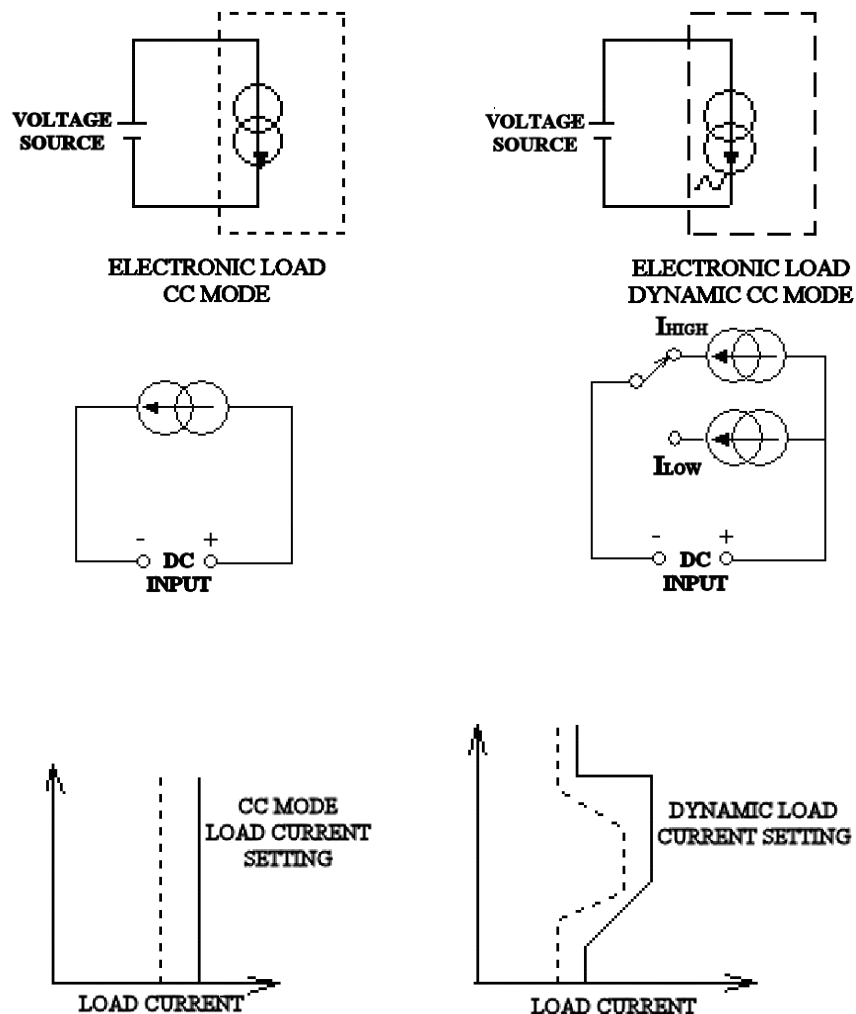 VOLTAGE
SOURCE
ELECTRONIC LOAD
CC MODE
VOLTAGE
SOURCE
ELECTRONIC LOAD
DYNAMIC CC MODE
- +
DC
INPUT
IHIGH
ILOW
- +
DC
INPUT
CC MODE
LOAD CURRENT
SETTING
LOAD CURRENT
DYNAMIC LOAD
CURRENT SETTING
LOAD CURRENT